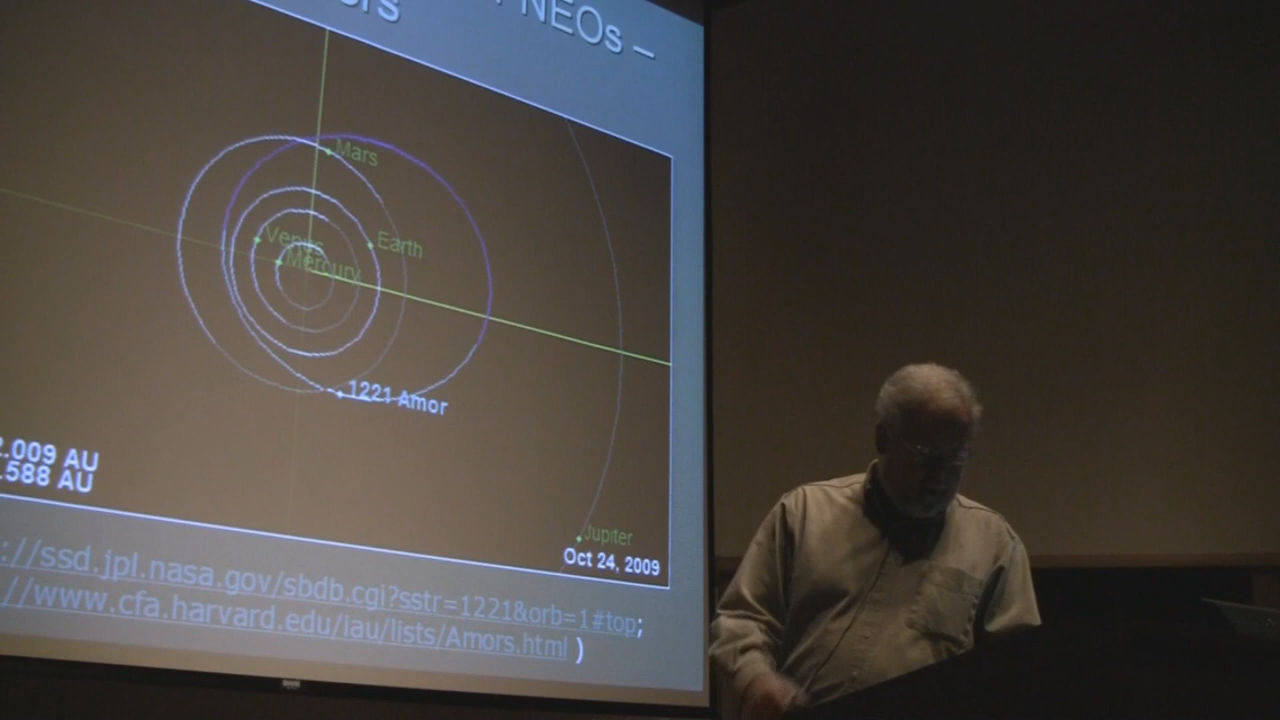 NEOs –
Mars
Venus
Earth
Mercury
1221 Amor
.009 AU
.588 AU
Jupiter
Oct 24, 2009
://ssd.jpl.nasa.gov/sbdb.cgi?sstr=1221&orb=1#top;
//www.cfa.harvard.edu/iau/lists/Amors.html )